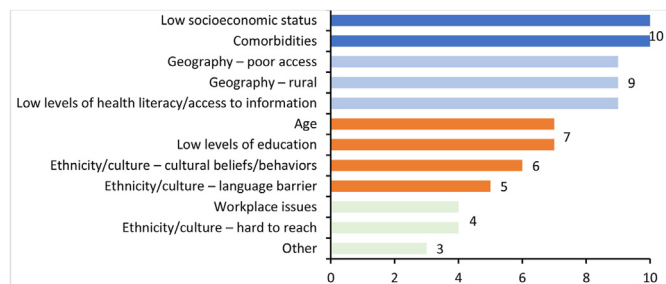 Low socioeconomic status
Comorbidities
10
Geography – poor access
Geography – rural
9
Low levels of health literacy/access to information
Age
7
Low levels of education
Ethnicity/culture – cultural beliefs/behaviors
6
Ethnicity/culture – language barrier
5
Workplace issues
4
Ethnicity/culture – hard to reach
Other
3
0 2 4 6 8 10